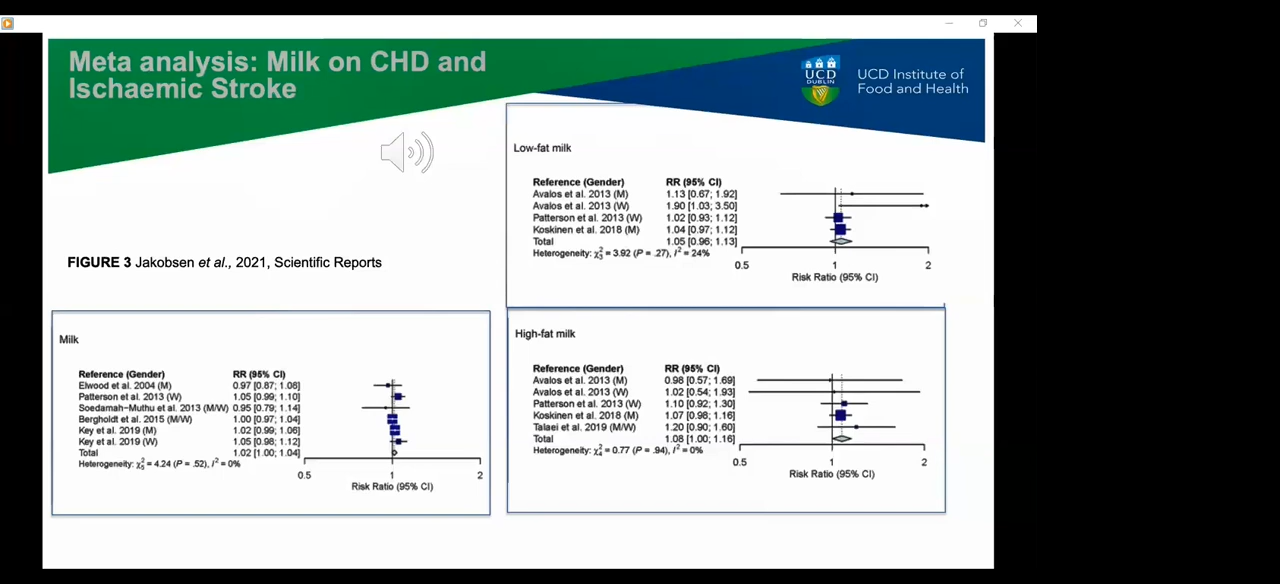 Meta analysis: Milk on CHD and
Ischaemic Stroke
UCD
DUBLIN
UCD Institute of
Food and Health
Low-fat milk
Reference (Gender) RR (95% CI)
Avalos et al. 2013 (M) 1.13 [0.67; 1.92]
Avalos et al. 2013 (W) 1.90 [1.03; 3.50]
Patterson et al. 2013 (W) 1.02 [0.93; 1.12]
Koskinen et al. 2018 (M) 1.04 [0.97; 1.12]
Total 1.05 [0.96; 1.13]
Heterogeneity: χ²₃ = 3.92 (P = .27), I² = 24%
0.5 1 2
Risk Ratio (95% CI)
FIGURE 3 Jakobsen et al., 2021, Scientific Reports
Milk
Reference (Gender) RR (95% CI)
Elwood et al. 2004 (M) 0.97 [0.87; 1.08]
Patterson et al. 2013 (W) 1.05 [0.99; 1.10]
Soedamah-Muthu et al. 2013 (M/W) 0.95 [0.79; 1.14]
Bergholdt et al. 2015 (M/W) 1.00 [0.97; 1.04]
Key et al. 2019 (M) 1.02 [0.99; 1.06]
Key et al. 2019 (W) 1.05 [0.98; 1.12]
Total 1.02 [1.00; 1.04]
Heterogeneity: χ²₅ = 4.24 (P = .52), I² = 0%
0.5 1 2
Risk Ratio (95% CI)
High-fat milk
Reference (Gender) RR (95% CI)
Avalos et al. 2013 (M) 0.98 [0.57; 1.69]
Avalos et al. 2013 (W) 1.02 [0.54; 1.93]
Patterson et al. 2013 (W) 1.10 [0.92; 1.30]
Koskinen et al. 2018 (M) 1.07 [0.98; 1.16]
Talaei et al. 2019 (M/W) 1.20 [0.90; 1.60]
Total 1.08 [1.00; 1.16]
Heterogeneity: χ²₄ = 0.77 (P = .94), I² = 0%
0.5 1 2
Risk Ratio (95% CI)